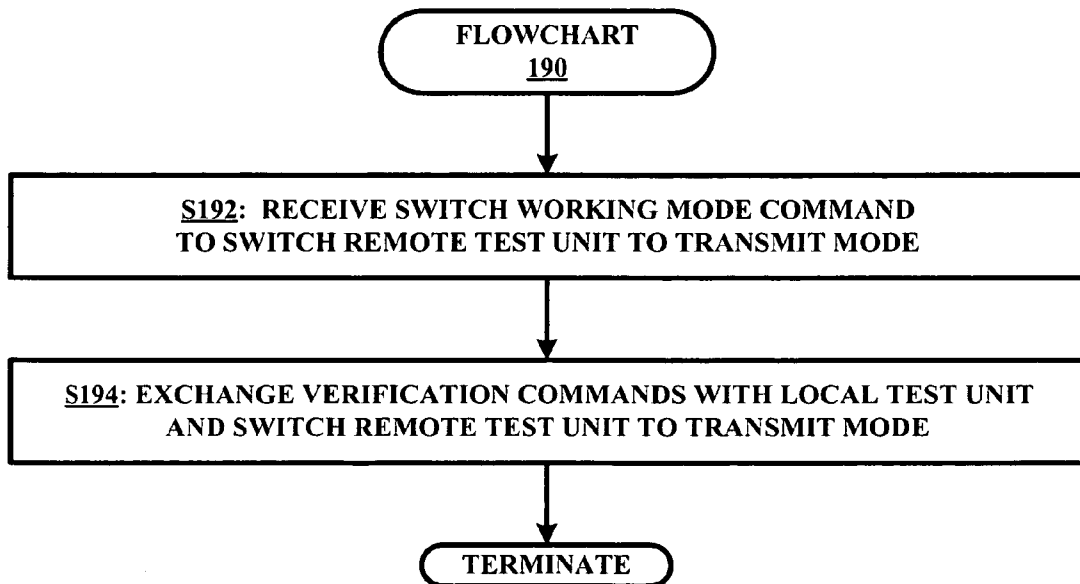 FLOWCHART
190
S192: RECEIVE SWITCH WORKING MODE COMMAND
TO SWITCH REMOTE TEST UNIT TO TRANSMIT MODE
S194: EXCHANGE VERIFICATION COMMANDS WITH LOCAL TEST UNIT
AND SWITCH REMOTE TEST UNIT TO TRANSMIT MODE
TERMINATE